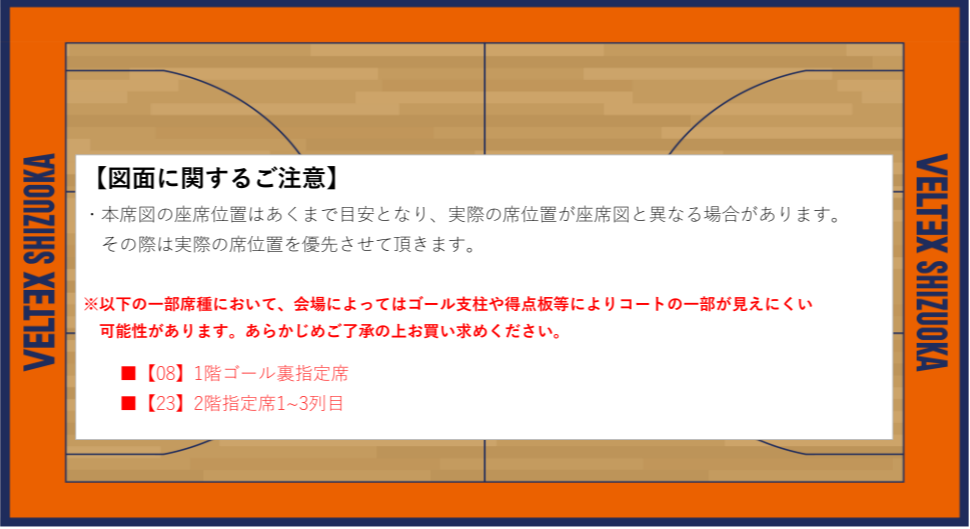 VELTEX SHIZUOKA
【図面に関するご注意】
・本席図の座席位置はあくまで目安となり、実際の席位置が座席図と異なる場合があります。
その際は実際の席位置を優先させて頂きます。
※以下の一部席種において、会場によってはゴール支柱や得点板等によりコートの一部が見えにくい
可能性があります。あらかじめご了承の上お買い求めください。
■【08】1階ゴール裏指定席
■【23】2階指定席1~3列目
VELTEX SHIZUOKA